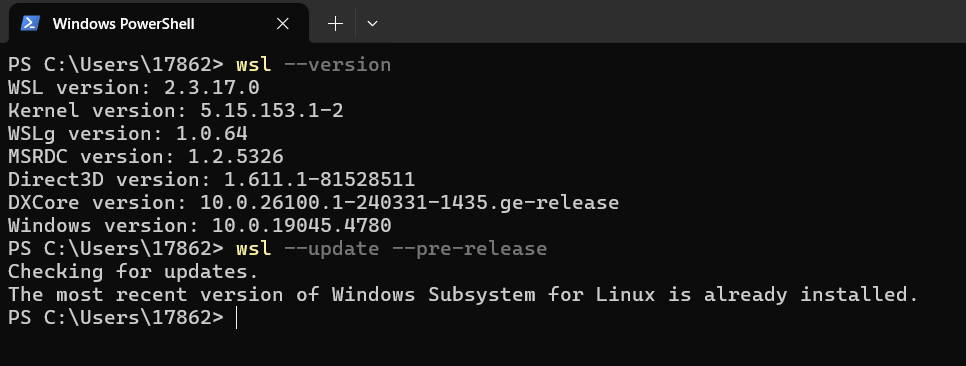 Windows PowerShell
PS C:\Users\17862> wsl --version
WSL version: 2.3.17.0
Kernel version: 5.15.153.1-2
WSLg version: 1.0.64
MSRDC version: 1.2.5326
Direct3D version: 1.611.1-81528511
DXCore version: 10.0.26100.1-240331-1435.ge-release
Windows version: 10.0.19045.4780
PS C:\Users\17862> wsl --update --pre-release
Checking for updates.
The most recent version of Windows Subsystem for Linux is already installed.
PS C:\Users\17862>